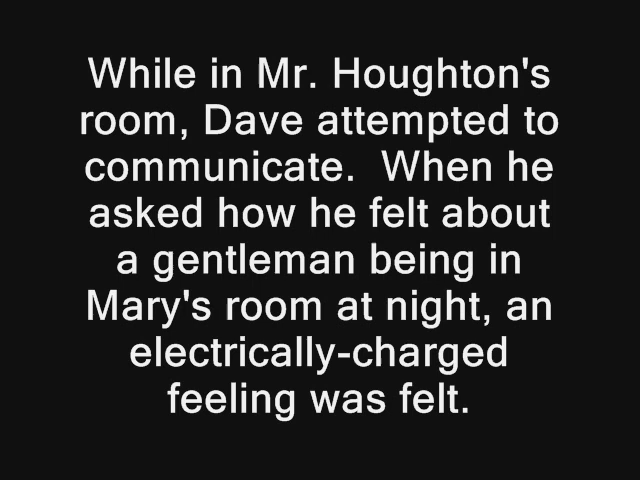 While in Mr. Houghton's
room, Dave attempted to
communicate.  When he
asked how he felt about
a gentleman being in
Mary's room at night, an
electrically-charged
feeling was felt.